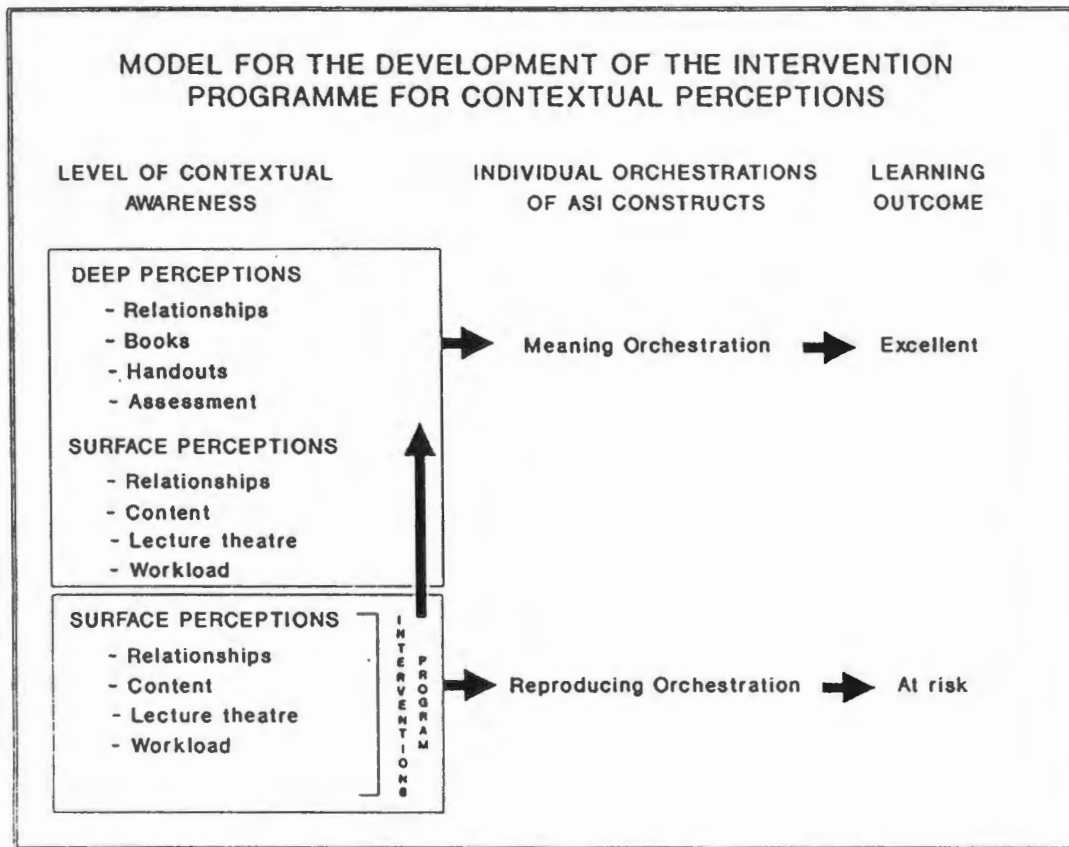 MODEL FOR THE DEVELOPMENT OF THE INTERVENTION
PROGRAMME FOR CONTEXTUAL PERCEPTIONS
LEVEL OF CONTEXTUAL
AWARENESS
INDIVIDUAL ORCHESTRATIONS
OF ASI CONSTRUCTS
LEARNING
OUTCOME
DEEP PERCEPTIONS
- Relationships
- Books
- Handouts
- Assessment
Meaning Orchestration
Excellent
SURFACE PERCEPTIONS
- Relationships
- Content
- Lecture theatre
- Workload
SURFACE PERCEPTIONS
- Relationships
- Content
- Lecture theatre
- Workload
INTERVENTIONS
PROGRAM
Reproducing Orchestration
At risk